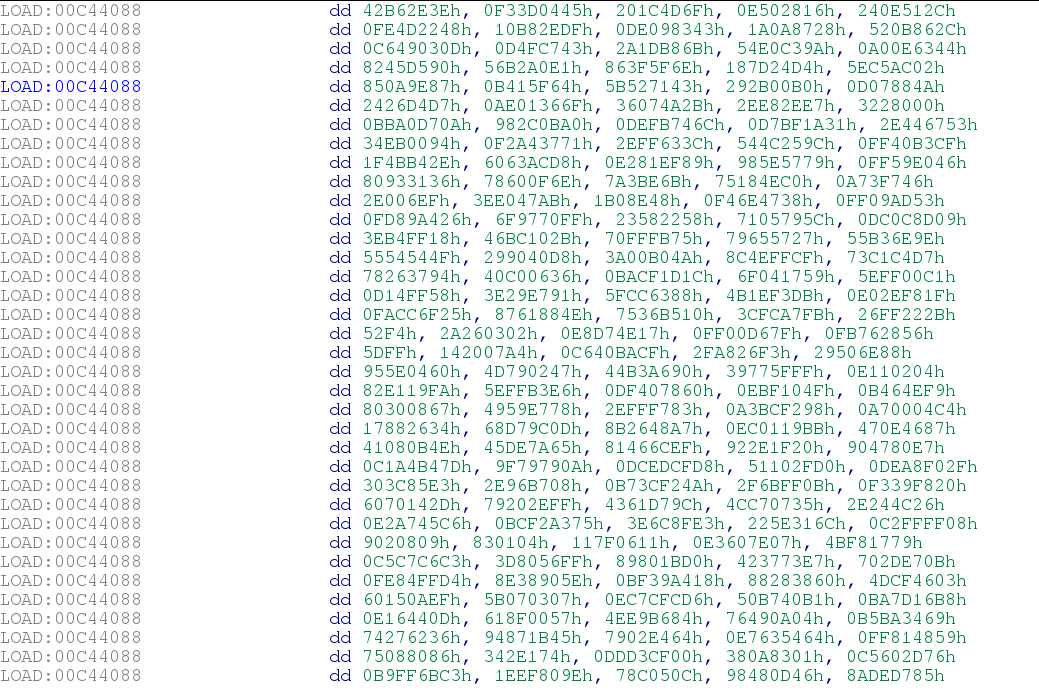 LOAD:00C44088 dd 42B62E3Eh, 0F33D0445h, 201C4D6Fh, 0E502816h, 240E512Ch
LOAD:00C44088 dd 0FE4D2248h, 10B82EDFh, 0DE098343h, 1A0A8728h, 520B862Ch
LOAD:00C44088 dd 0C649030Dh, 0D4FC743h, 2A1DB86Bh, 54E0C39Ah, 0A00E6344h
LOAD:00C44088 dd 8245D590h, 56B2A0E1h, 863F5F6Eh, 187D24D4h, 5EC5AC02h
LOAD:00C44088 dd 850A9E87h, 0B415F64h, 5B527143h, 292B00B0h, 0D07884Ah
LOAD:00C44088 dd 2426D4D7h, 0AE01366Fh, 36074A2Bh, 2EE82EE7h, 3228000h
LOAD:00C44088 dd 0BBA0D70Ah, 982C0BA0h, 0DEFB746Ch, 0D7BF1A31h, 2E446753h
LOAD:00C44088 dd 34EB0094h, 0F2A43771h, 2EFF633Ch, 544C259Ch, 0FF40B3CFh
LOAD:00C44088 dd 1F4BB42Eh, 6063ACD8h, 0E281EF89h, 985E5779h, 0FF59E046h
LOAD:00C44088 dd 80933136h, 78600F6Eh, 7A3BE6Bh, 75184EC0h, 0A73F746h
LOAD:00C44088 dd 2E006EFh, 3EE047ABh, 1B08E48h, 0F46E4738h, 0FF09AD53h
LOAD:00C44088 dd 0FD89A426h, 6F9770FFh, 23582258h, 7105795Ch, 0DC0C8D09h
LOAD:00C44088 dd 3EB4FF18h, 46BC102Bh, 70FFFB75h, 79655727h, 55B36E9Eh
LOAD:00C44088 dd 5554544Fh, 299040D8h, 3A00B04Ah, 8C4EFFCFh, 73C1C4D7h
LOAD:00C44088 dd 78263794h, 40C00636h, 0BACF1D1Ch, 6F041759h, 5EFF00C1h
LOAD:00C44088 dd 0D14FF58h, 3E29E791h, 5FCC6388h, 4B1EF3DBh, 0E02EF81Fh
LOAD:00C44088 dd 0FACC6F25h, 8761884Eh, 7536B510h, 3CFCA7FBh, 26FF222Bh
LOAD:00C44088 dd 52F4h, 2A260302h, 0E8D74E17h, 0FF00D67Fh, 0FB762856h
LOAD:00C44088 dd 5DFFh, 142007A4h, 0C640BACFh, 2FA826F3h, 29506E88h
LOAD:00C44088 dd 955E0460h, 4D790247h, 44B3A690h, 39775FFFh, 0E110204h
LOAD:00C44088 dd 82E119FAh, 5EFFB3E6h, 0DF407860h, 0EBF104Fh, 0B464EF9h
LOAD:00C44088 dd 80300867h, 4959E778h, 2EFFF783h, 0A3BCF298h, 0A70004C4h
LOAD:00C44088 dd 17882634h, 68D79C0Dh, 8B2648A7h, 0EC0119BBh, 470E4687h
LOAD:00C44088 dd 41080B4Eh, 45DE7A65h, 81466CEFh, 922E1F20h, 904780E7h
LOAD:00C44088 dd 0C1A4B47Dh, 9F79790Ah, 0DCEDCFD8h, 51102FD0h, 0DEA8F02Fh
LOAD:00C44088 dd 303C85E3h, 2E96B708h, 0B73CF24Ah, 2F6BFF0Bh, 0F339F820h
LOAD:00C44088 dd 6070142Dh, 79202EFFh, 4361D79Ch, 4CC70735h, 2E244C26h
LOAD:00C44088 dd 0E2A745C6h, 0BCF2A375h, 3E6C8FE3h, 225E316Ch, 0C2FFFF08h
LOAD:00C44088 dd 9020809h, 830104h, 117F0611h, 0E3607E07h, 4BF81779h
LOAD:00C44088 dd 0C5C7C6C3h, 3D8056FFh, 89801BD0h, 423773E7h, 702DE70Bh
LOAD:00C44088 dd 0FE84FFD4h, 8E38905Eh, 0BF39A418h, 88283860h, 4DCF4603h
LOAD:00C44088 dd 60150AEFh, 5B070307h, 0EC7CFCD6h, 50B740B1h, 0BA7D16B8h
LOAD:00C44088 dd 0E16440Dh, 618F0057h, 4EE9B684h, 76490A04h, 0B5BA3469h
LOAD:00C44088 dd 74276236h, 94871B45h, 7902E464h, 0E7635464h, 0FF814859h
LOAD:00C44088 dd 75088086h, 342E174h, 0DDD3CF00h, 380A8301h, 0C5602D76h
LOAD:00C44088 dd 0B9FF6BC3h, 1EEF809Eh, 78C050Ch, 98480D46h, 8ADED785h